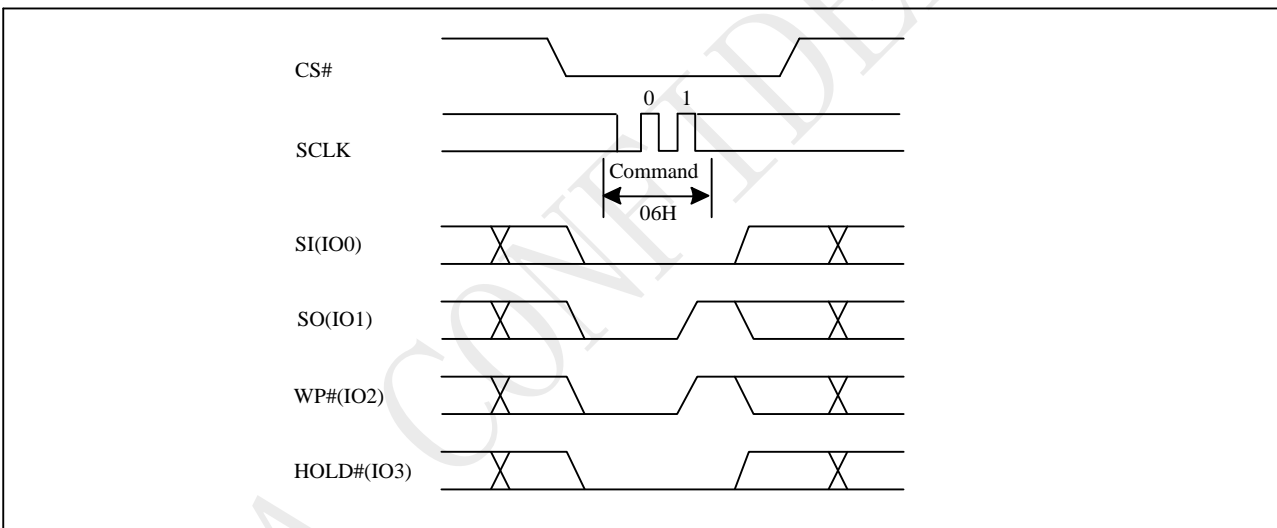 CS#
0 1
SCLK
Command
06H
SI(IO0)
SO(IO1)
WP#(IO2)
HOLD#(IO3)